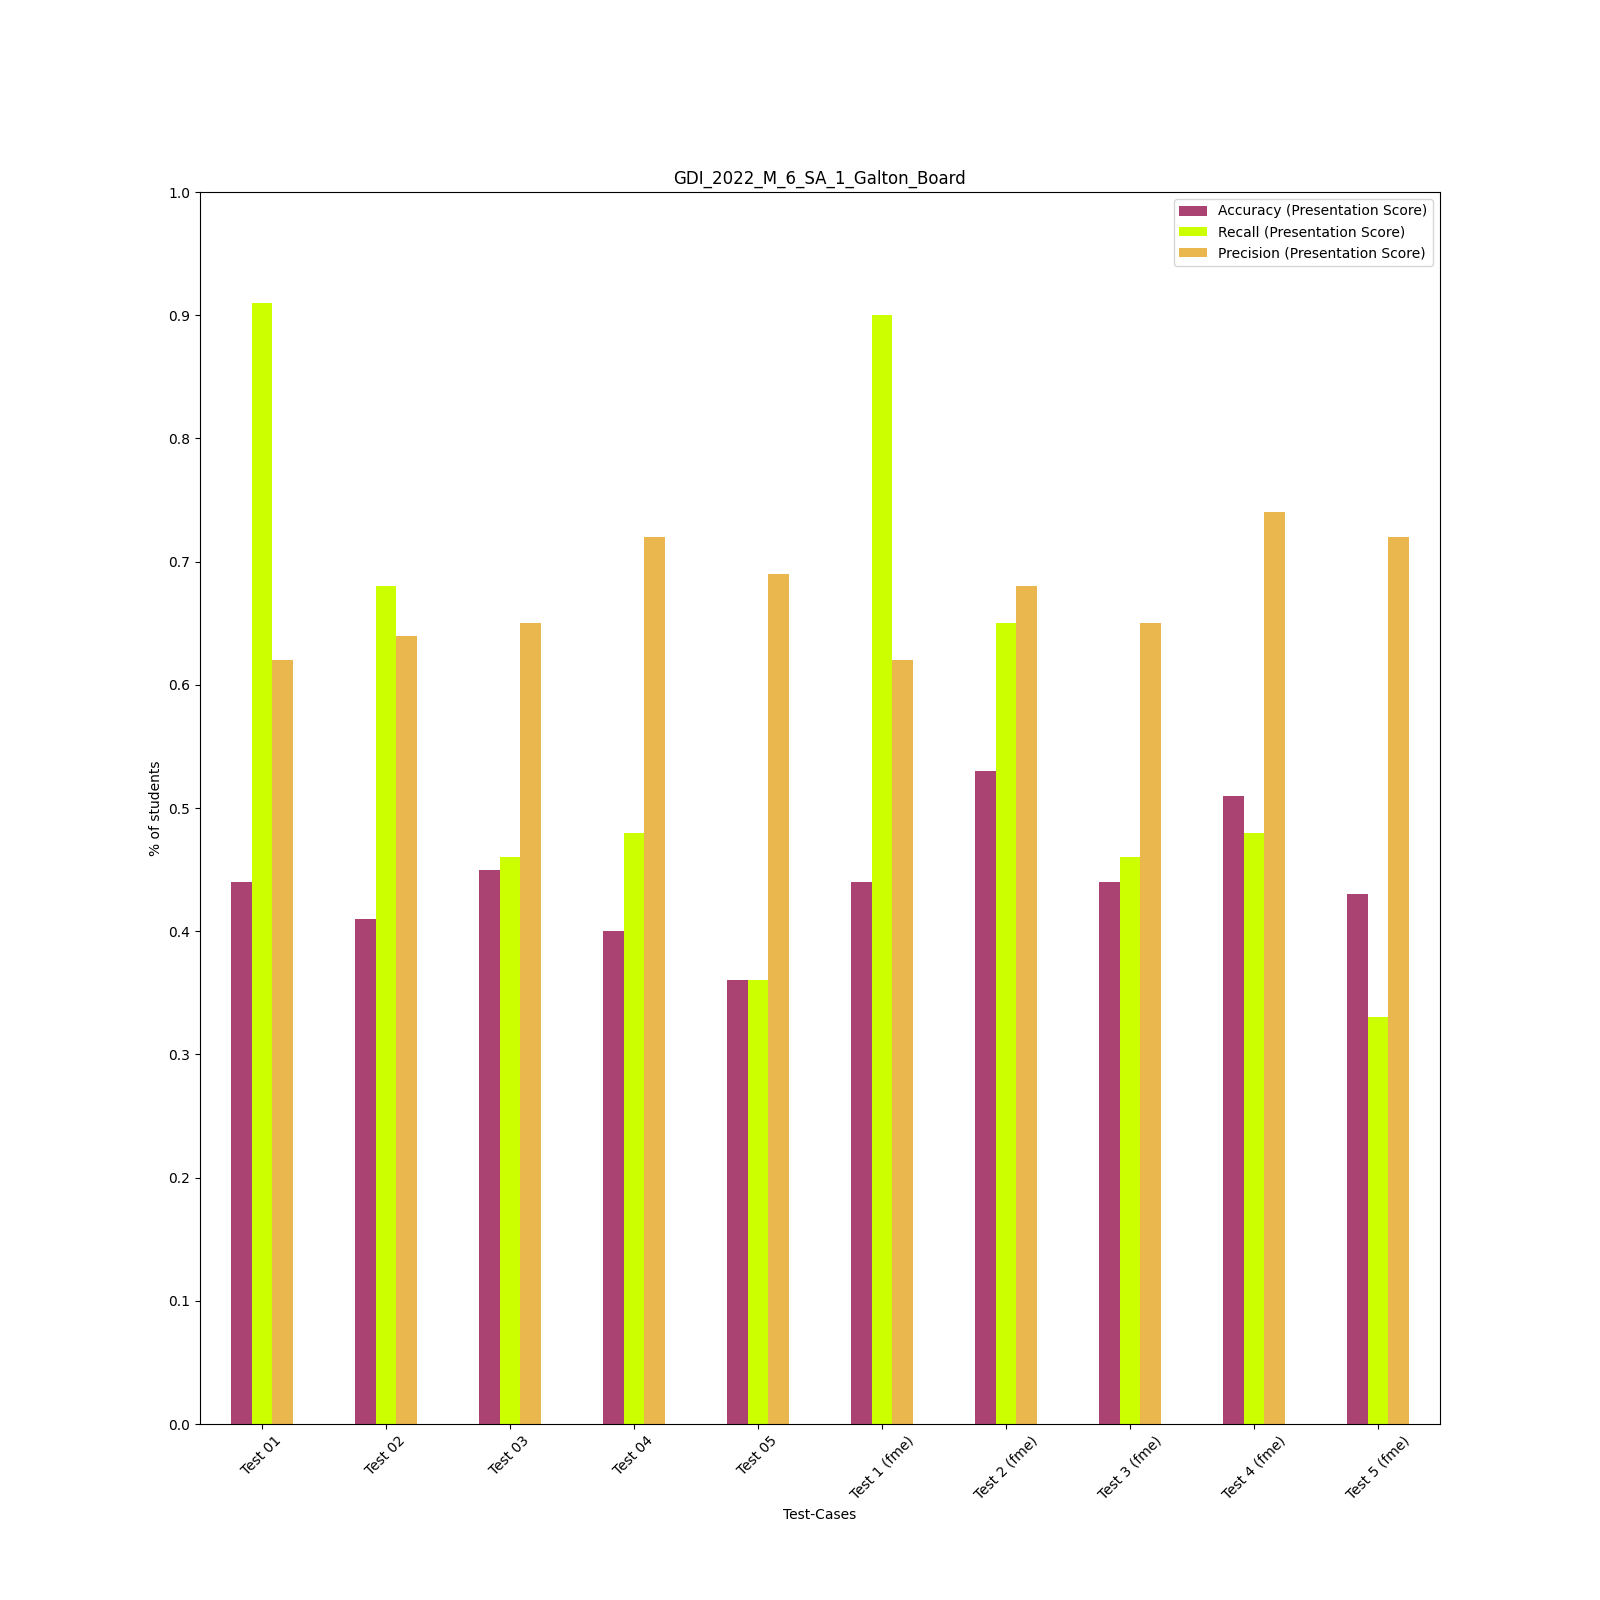 GDI_2022_M_6_SA_1_Galton_Board
Accuracy (Presentation Score)
Recall (Presentation Score)
Precision (Presentation Score)
1.0
0.9
0.8
0.7
0.6
0.5
0.4
0.3
0.2
0.1
0.0
% of students
Test 01
Test 02
Test 03
Test 04
Test 05
Test 1 (fme)
Test 2 (fme)
Test 3 (fme)
Test 4 (fme)
Test 5 (fme)
Test-Cases